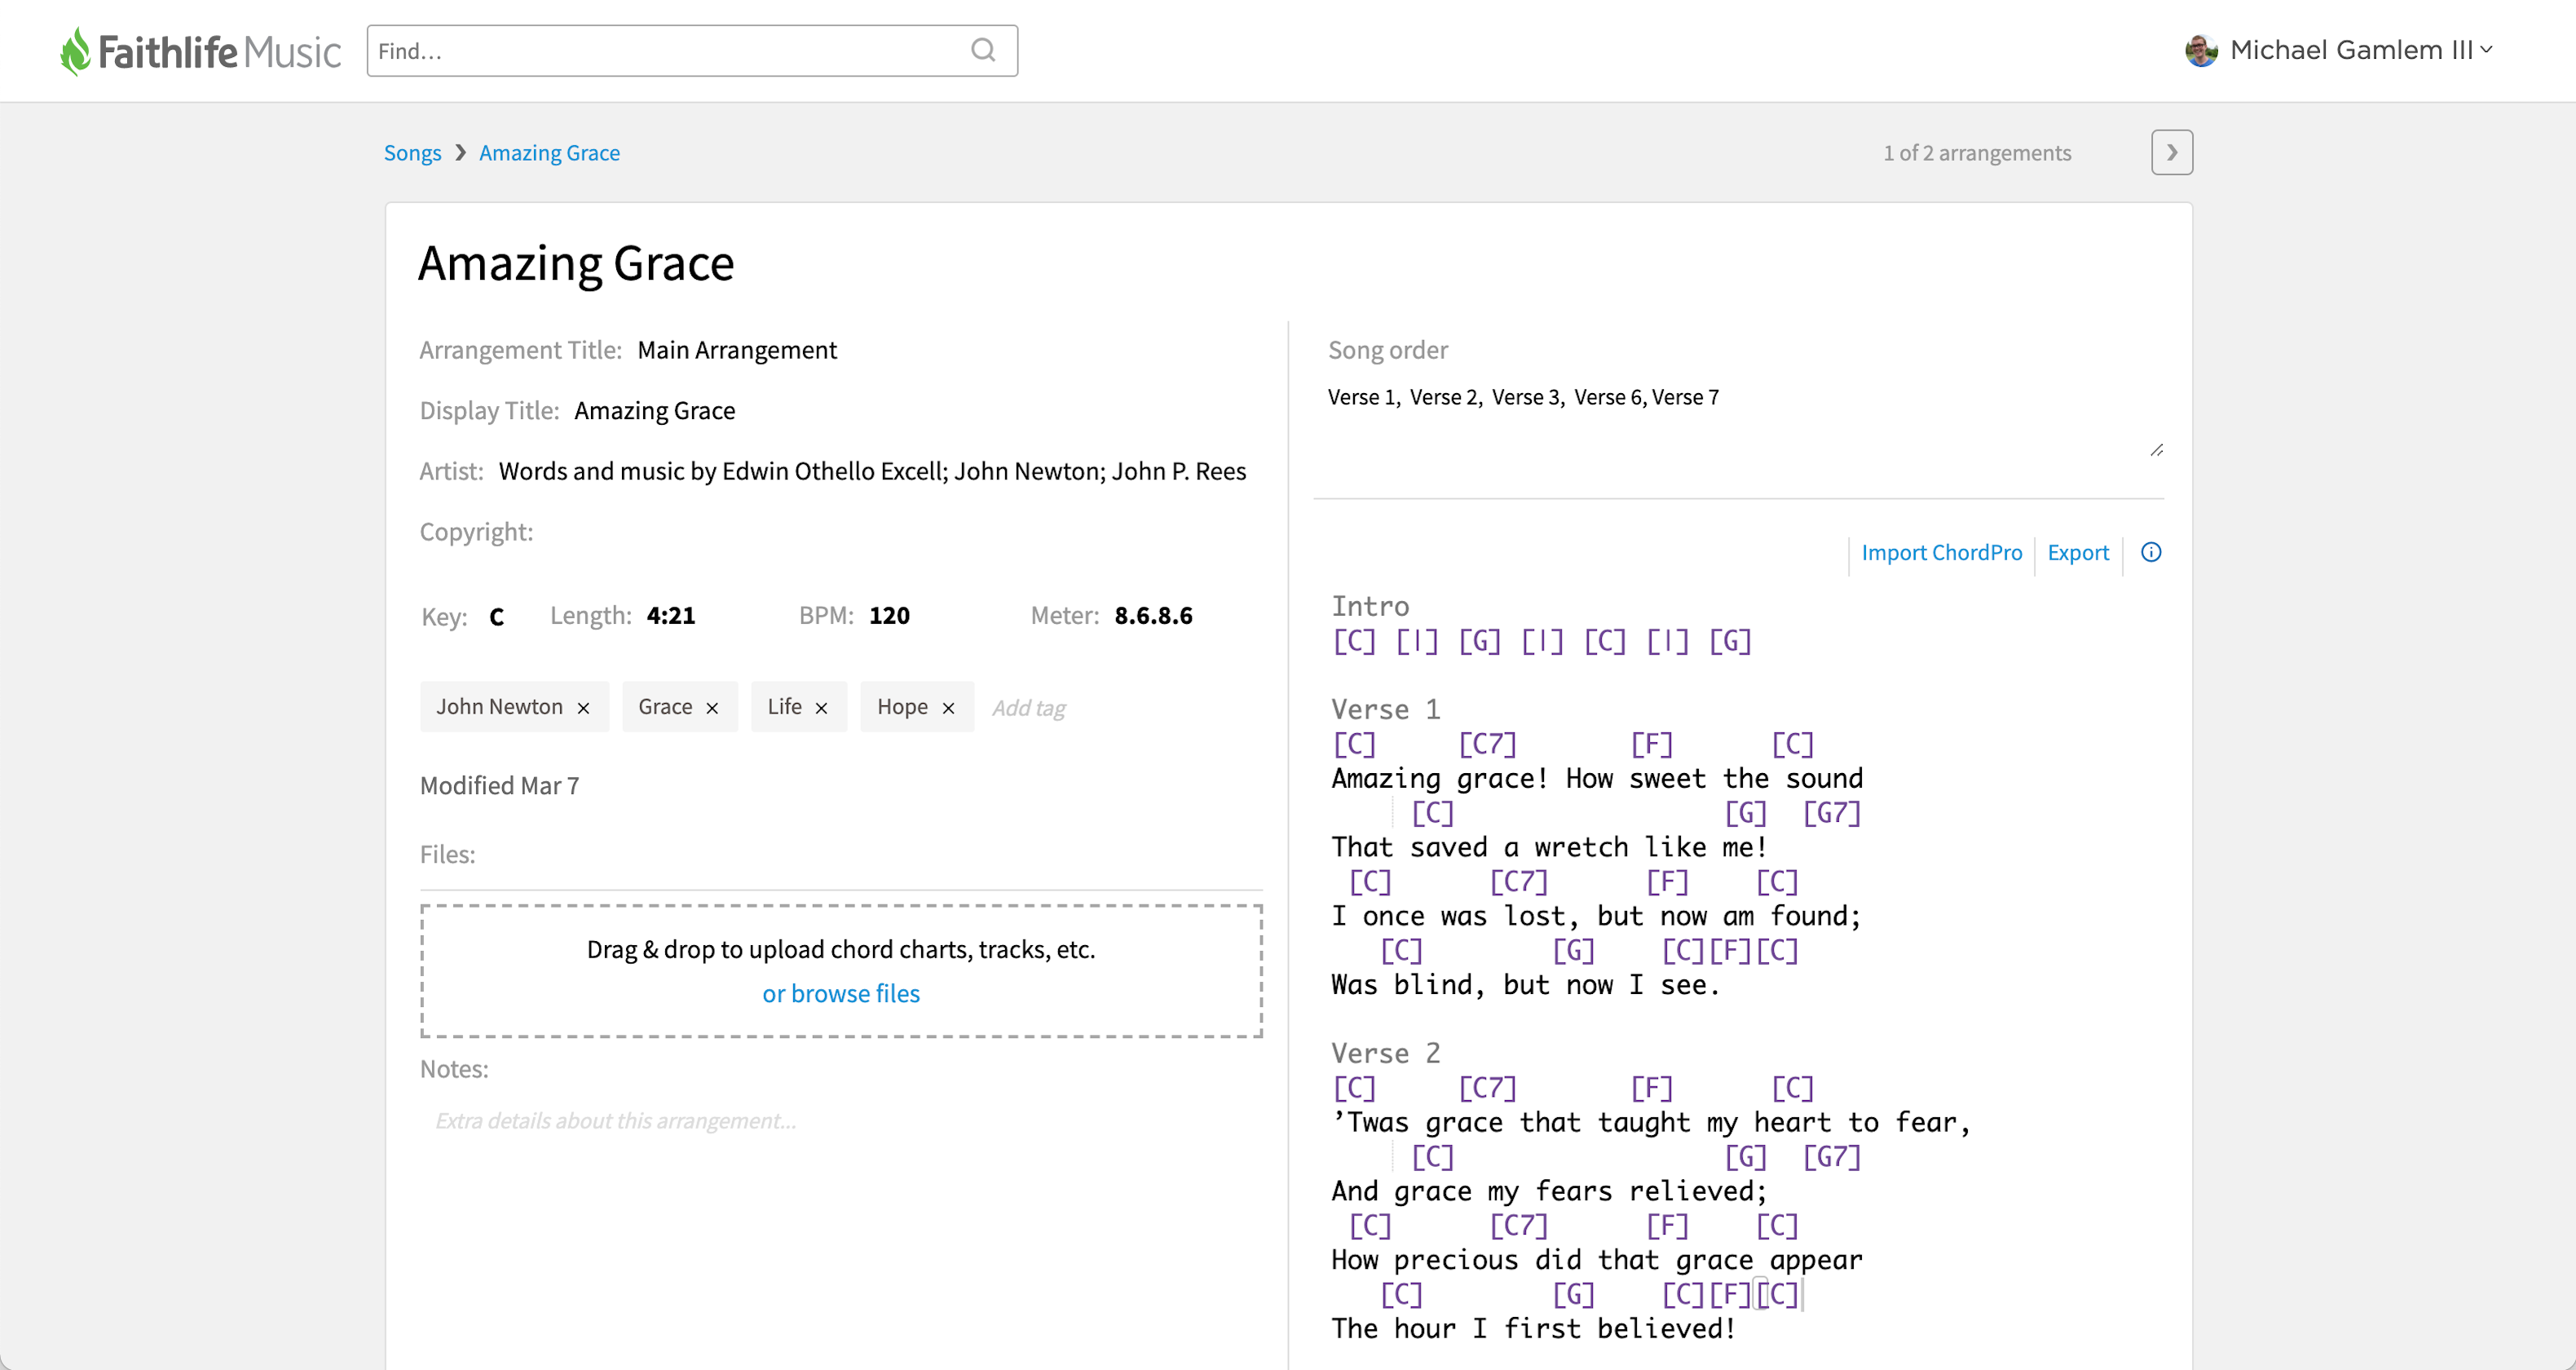 Faithlife Music
Find...
Michael Gamlem III
Songs
Amazing Grace
1 of 2 arrangements
Amazing Grace
Arrangement Title: Main Arrangement
Display Title: Amazing Grace
Artist: Words and music by Edwin Othello Excell; John Newton; John P. Rees
Copyright:
Key: C Length: 4:21 BPM: 120 Meter: 8.6.8.6
John Newton × Grace × Life × Hope × Add tag
Modified Mar 7
Files:
Drag & drop to upload chord charts, tracks, etc.
or browse files
Notes:
Extra details about this arrangement...
Song order
Verse 1, Verse 2, Verse 3, Verse 6, Verse 7
Import ChordPro Export
Intro
[C] [|] [G] [|] [C] [|] [G]
Verse 1
[C]     [C7]       [F]      [C]
Amazing grace! How sweet the sound
     [C]                 [G]  [G7]
That saved a wretch like me!
 [C]      [C7]      [F]    [C]
I once was lost, but now am found;
   [C]        [G]    [C][F][C]
Was blind, but now I see.
Verse 2
[C]     [C7]       [F]      [C]
’Twas grace that taught my heart to fear,
     [C]                 [G]  [G7]
And grace my fears relieved;
 [C]      [C7]      [F]    [C]
How precious did that grace appear
   [C]        [G]    [C][F][C]
The hour I first believed!